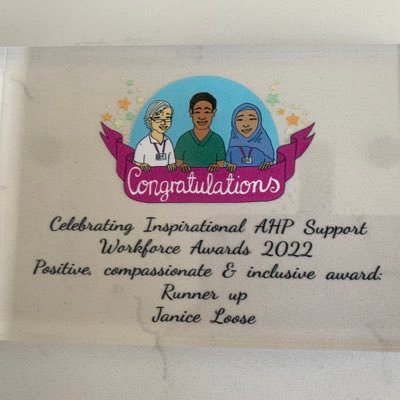 Congratulations
Celebrating Inspirational AHP Support
Workforce Awards 2022
Positive, compassionate & inclusive award:
Runner up
Janice Loose